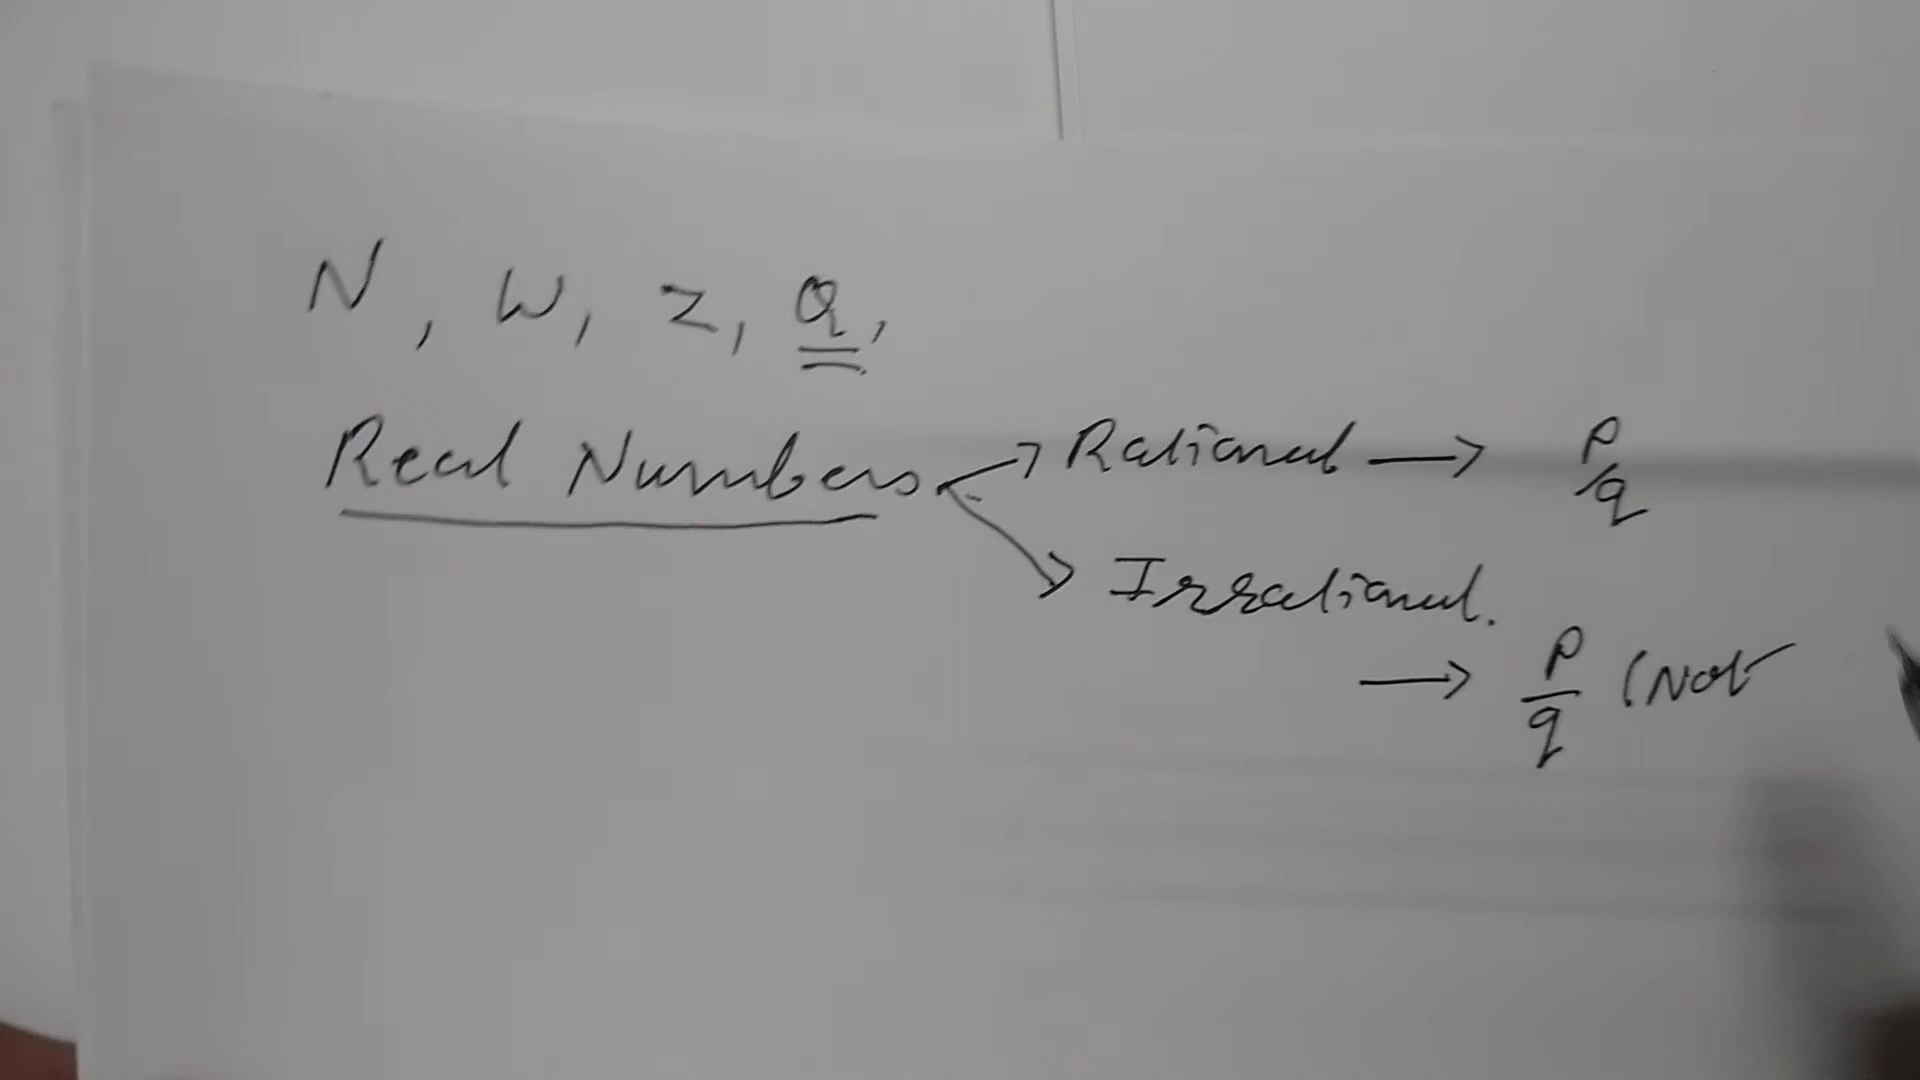 N, W, Z, Q,
Real Numbers → Rational → p/q
→ Irrational.
→ p/q (Not